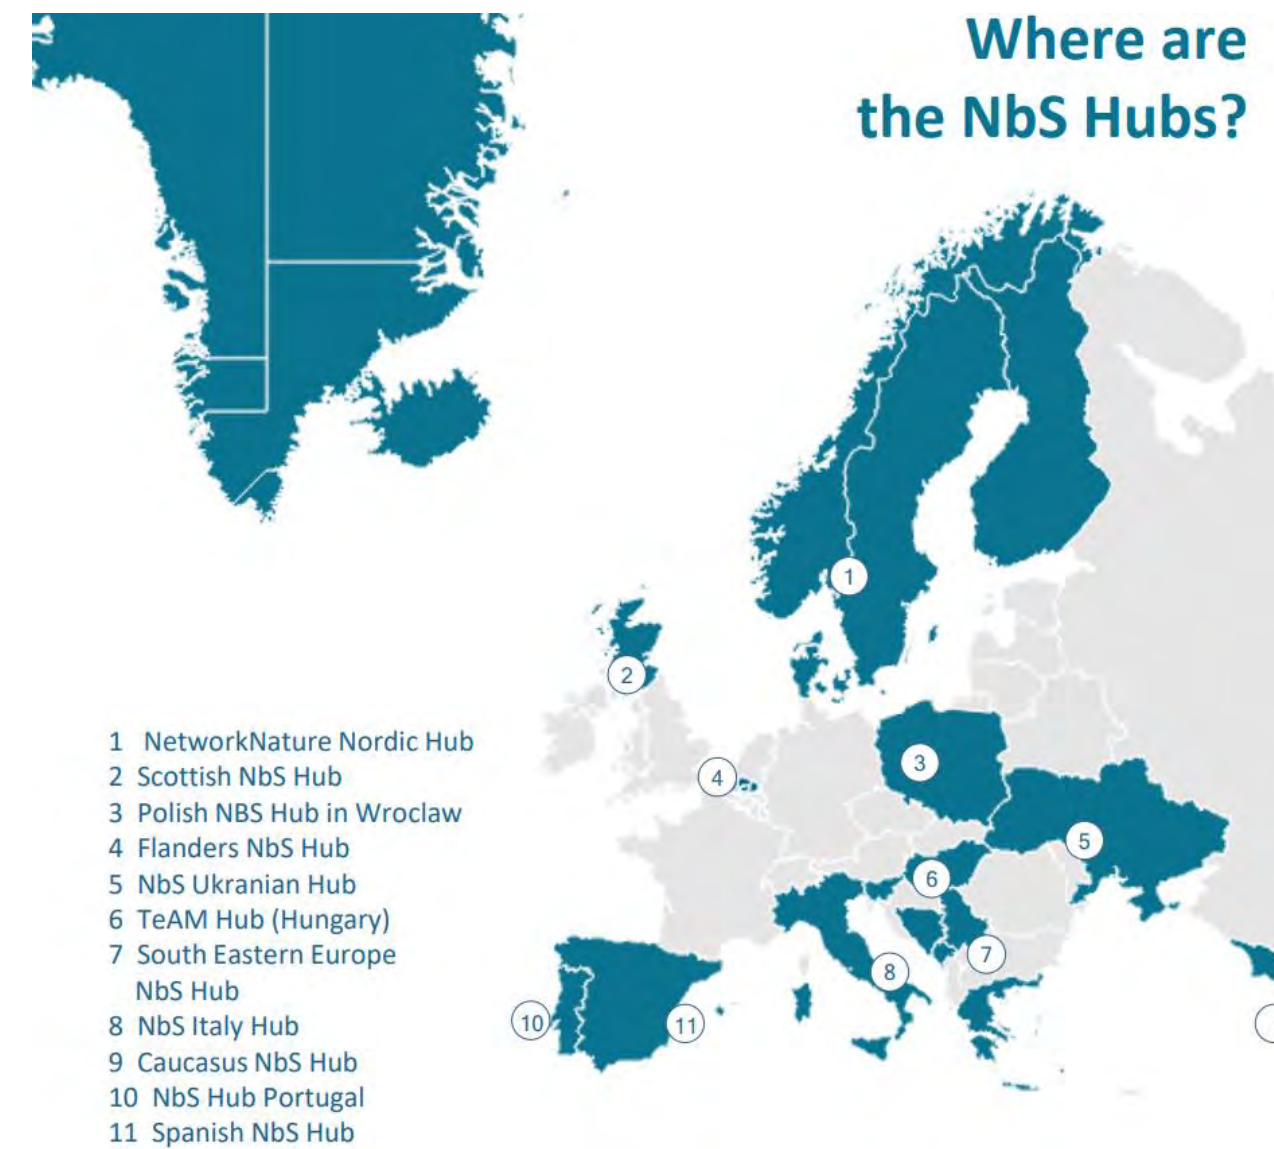 Where are
the NbS Hubs?
1 NetworkNature Nordic Hub
2 Scottish NbS Hub
3 Polish NBS Hub in Wroclaw
4 Flanders NbS Hub
5 NbS Ukranian Hub
6 TeAM Hub (Hungary)
7 South Eastern Europe
NbS Hub
8 NbS Italy Hub
9 Caucasus NbS Hub
10 NbS Hub Portugal
11 Spanish NbS Hub
1
2
3
4
5
6
7
8
10
11